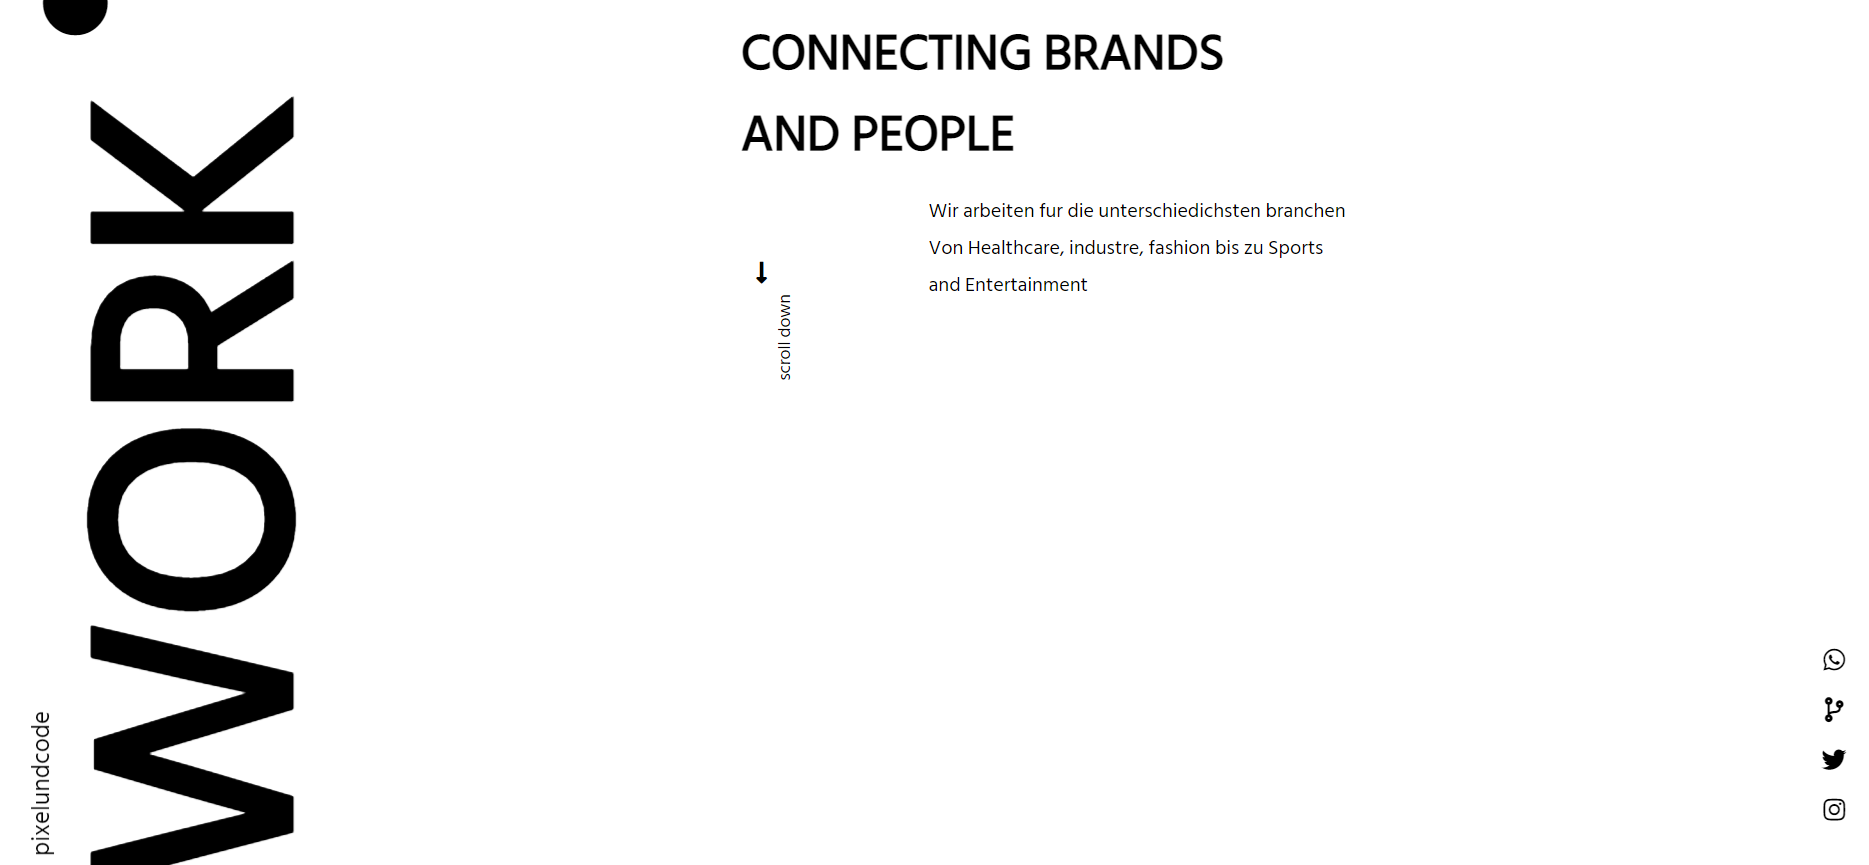 WORK
pixelundcode
CONNECTING BRANDS
AND PEOPLE
Wir arbeiten fur die unterschiedichsten branchen
Von Healthcare, industre, fashion bis zu Sports
and Entertainment
scroll down